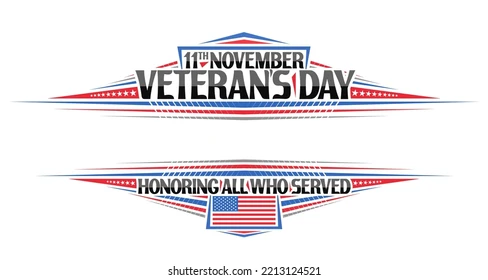 11TH NOVEMBER
VETERAN'S DAY
HONORING ALL WHO SERVED
shutterstock.com · 2213124521